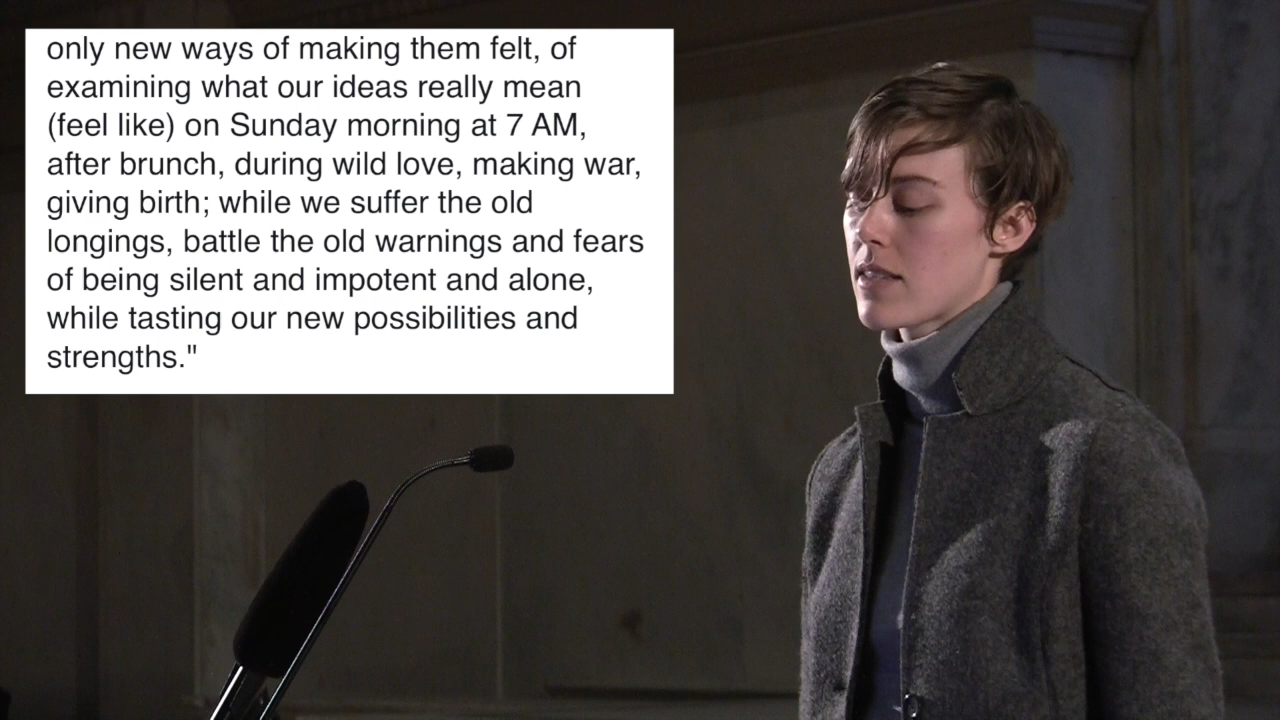 only new ways of making them felt, of
examining what our ideas really mean
(feel like) on Sunday morning at 7 AM,
after brunch, during wild love, making war,
giving birth; while we suffer the old
longings, battle the old warnings and fears
of being silent and impotent and alone,
while tasting our new possibilities and
strengths."